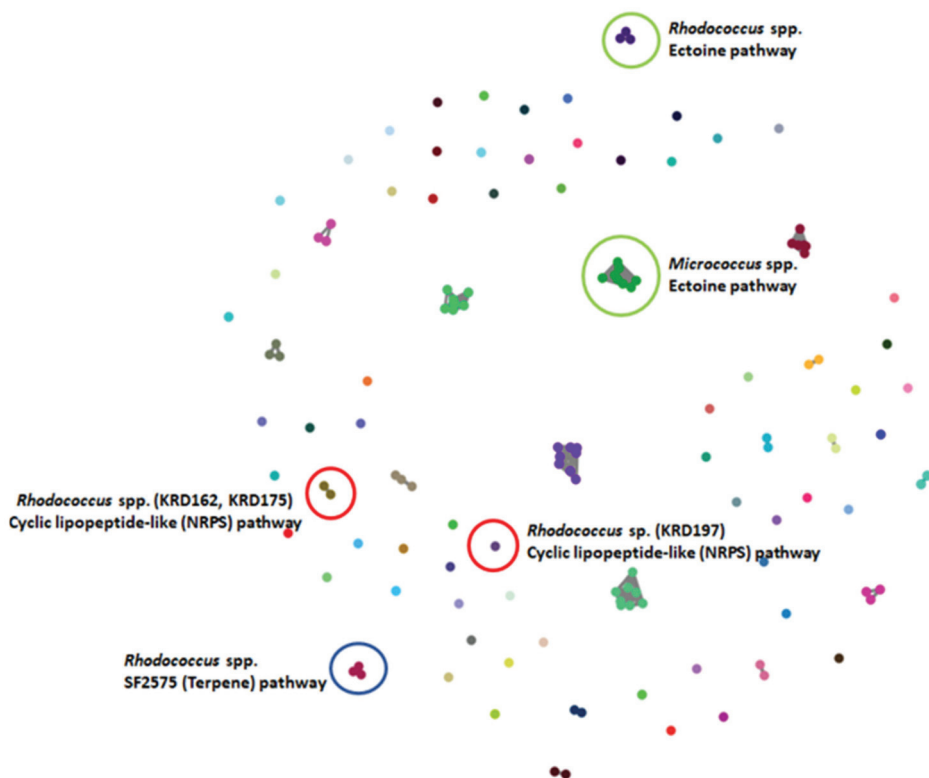 Rhodococcus spp.
Ectoine pathway
Micrococcus spp.
Ectoine pathway
Rhodococcus spp. (KRD162, KRD175)
Cyclic lipopeptide-like (NRPS) pathway
Rhodococcus sp. (KRD197)
Cyclic lipopeptide-like (NRPS) pathway
Rhodococcus spp.
SF2575 (Terpene) pathway